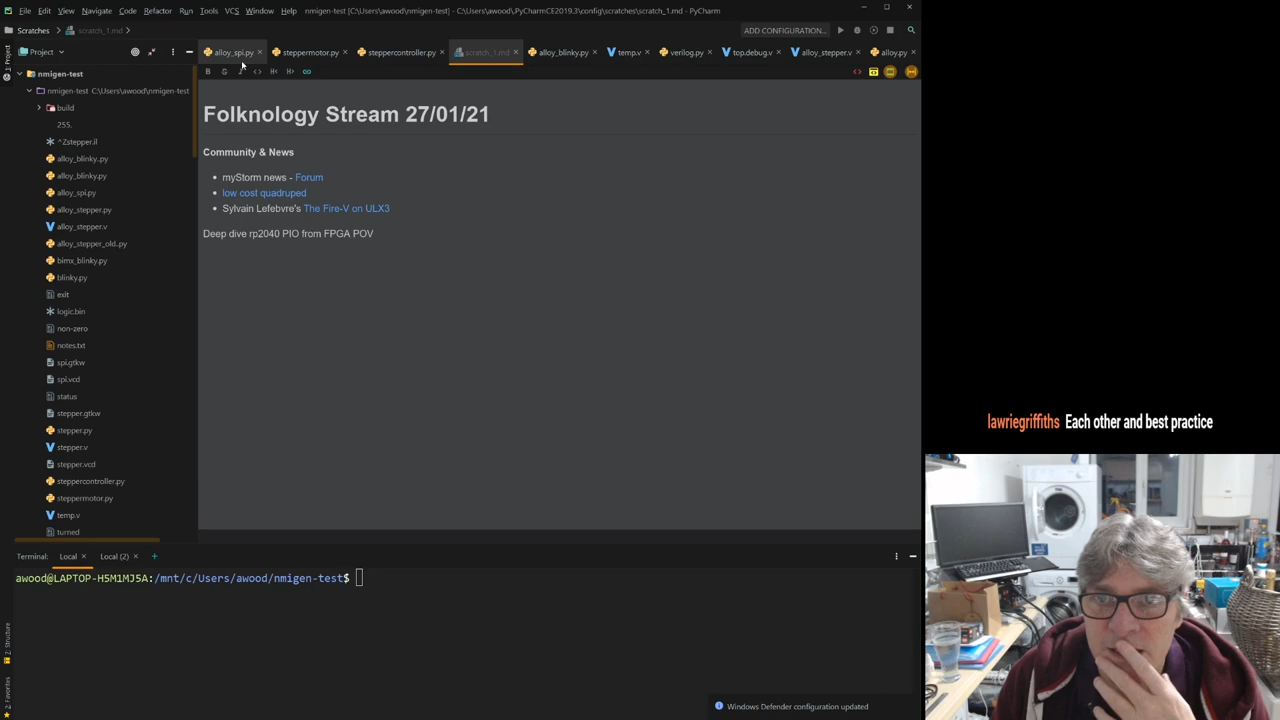 File Edit View Navigate Code Refactor Run Tools VCS Window Help nmigen-test [C:\Users\awood\nmigen-test] - C:\Users\awood\.PyCharmCE2019.3\config\scratches\scratch_1.md - PyCharm
Scratches scratch_1.md ADD CONFIGURATION...
Project alloy_spi.py steppermotor.py steppercontroller.py scratch_1.md alloy_blinky.py temp.v verilog.py top.debug.v alloy_stepper.v alloy.py
1: Project
nmigen-test
nmigen-test C:\Users\awood\nmigen-test
build
255.
^Zstepper.il
alloy_blinky..py
alloy_blinky.py
alloy_spi.py
alloy_stepper.py
alloy_stepper.v
alloy_stepper_old..py
bimx_blinky.py
blinky.py
exit
logic.bin
non-zero
notes.txt
spi.gtkw
spi.vcd
status
stepper.gtkw
stepper.py
stepper.v
stepper.vcd
steppercontroller.py
steppermotor.py
temp.v
turned
Folknology Stream 27/01/21
Community & News
myStorm news - Forum
low cost quadruped
Sylvain Lefebvre's The Fire-V on ULX3
Deep dive rp2040 PIO from FPGA POV
Terminal: Local Local (2)
awood@LAPTOP-H5M1MJ5A:/mnt/c/Users/awood/nmigen-test$
Z: Structure
2: Favorites
Windows Defender configuration updated
lawriegriffiths Each other and best practice